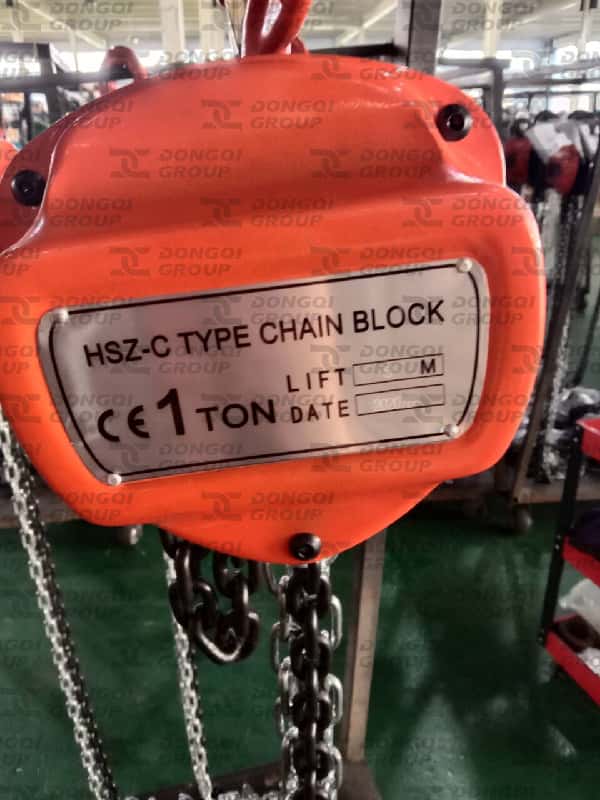 HSZ-C TYPE CHAIN BLOCK
LIFT M
CE 1 TON DATE
DONGQI GROUP